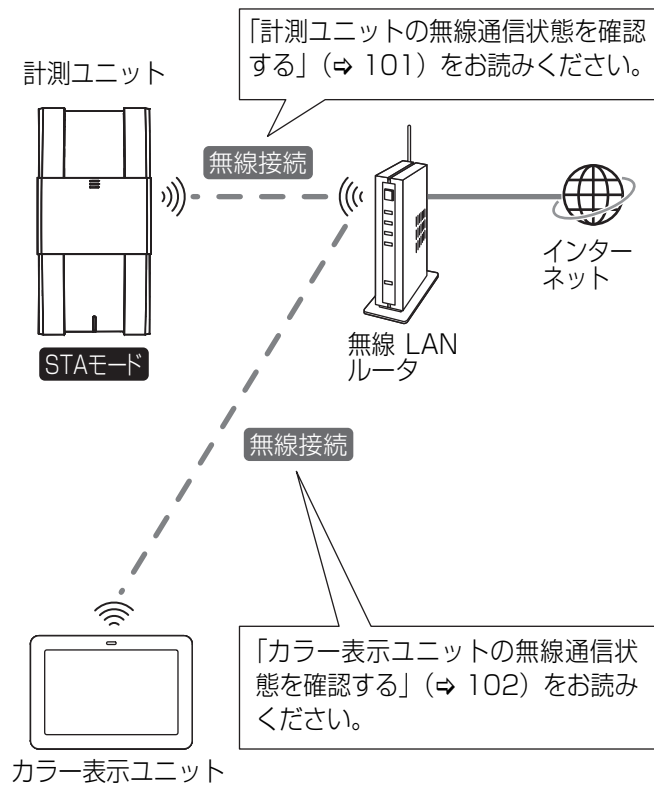 「計測ユニットの無線通信状態を確認
する」（⇨ 101）をお読みください。
計測ユニット
無線接続
インター
ネット
無線 LAN
ルータ
STAモード
無線接続
「カラー表示ユニットの無線通信状
態を確認する」（⇨ 102）をお読み
ください。
カラー表示ユニット